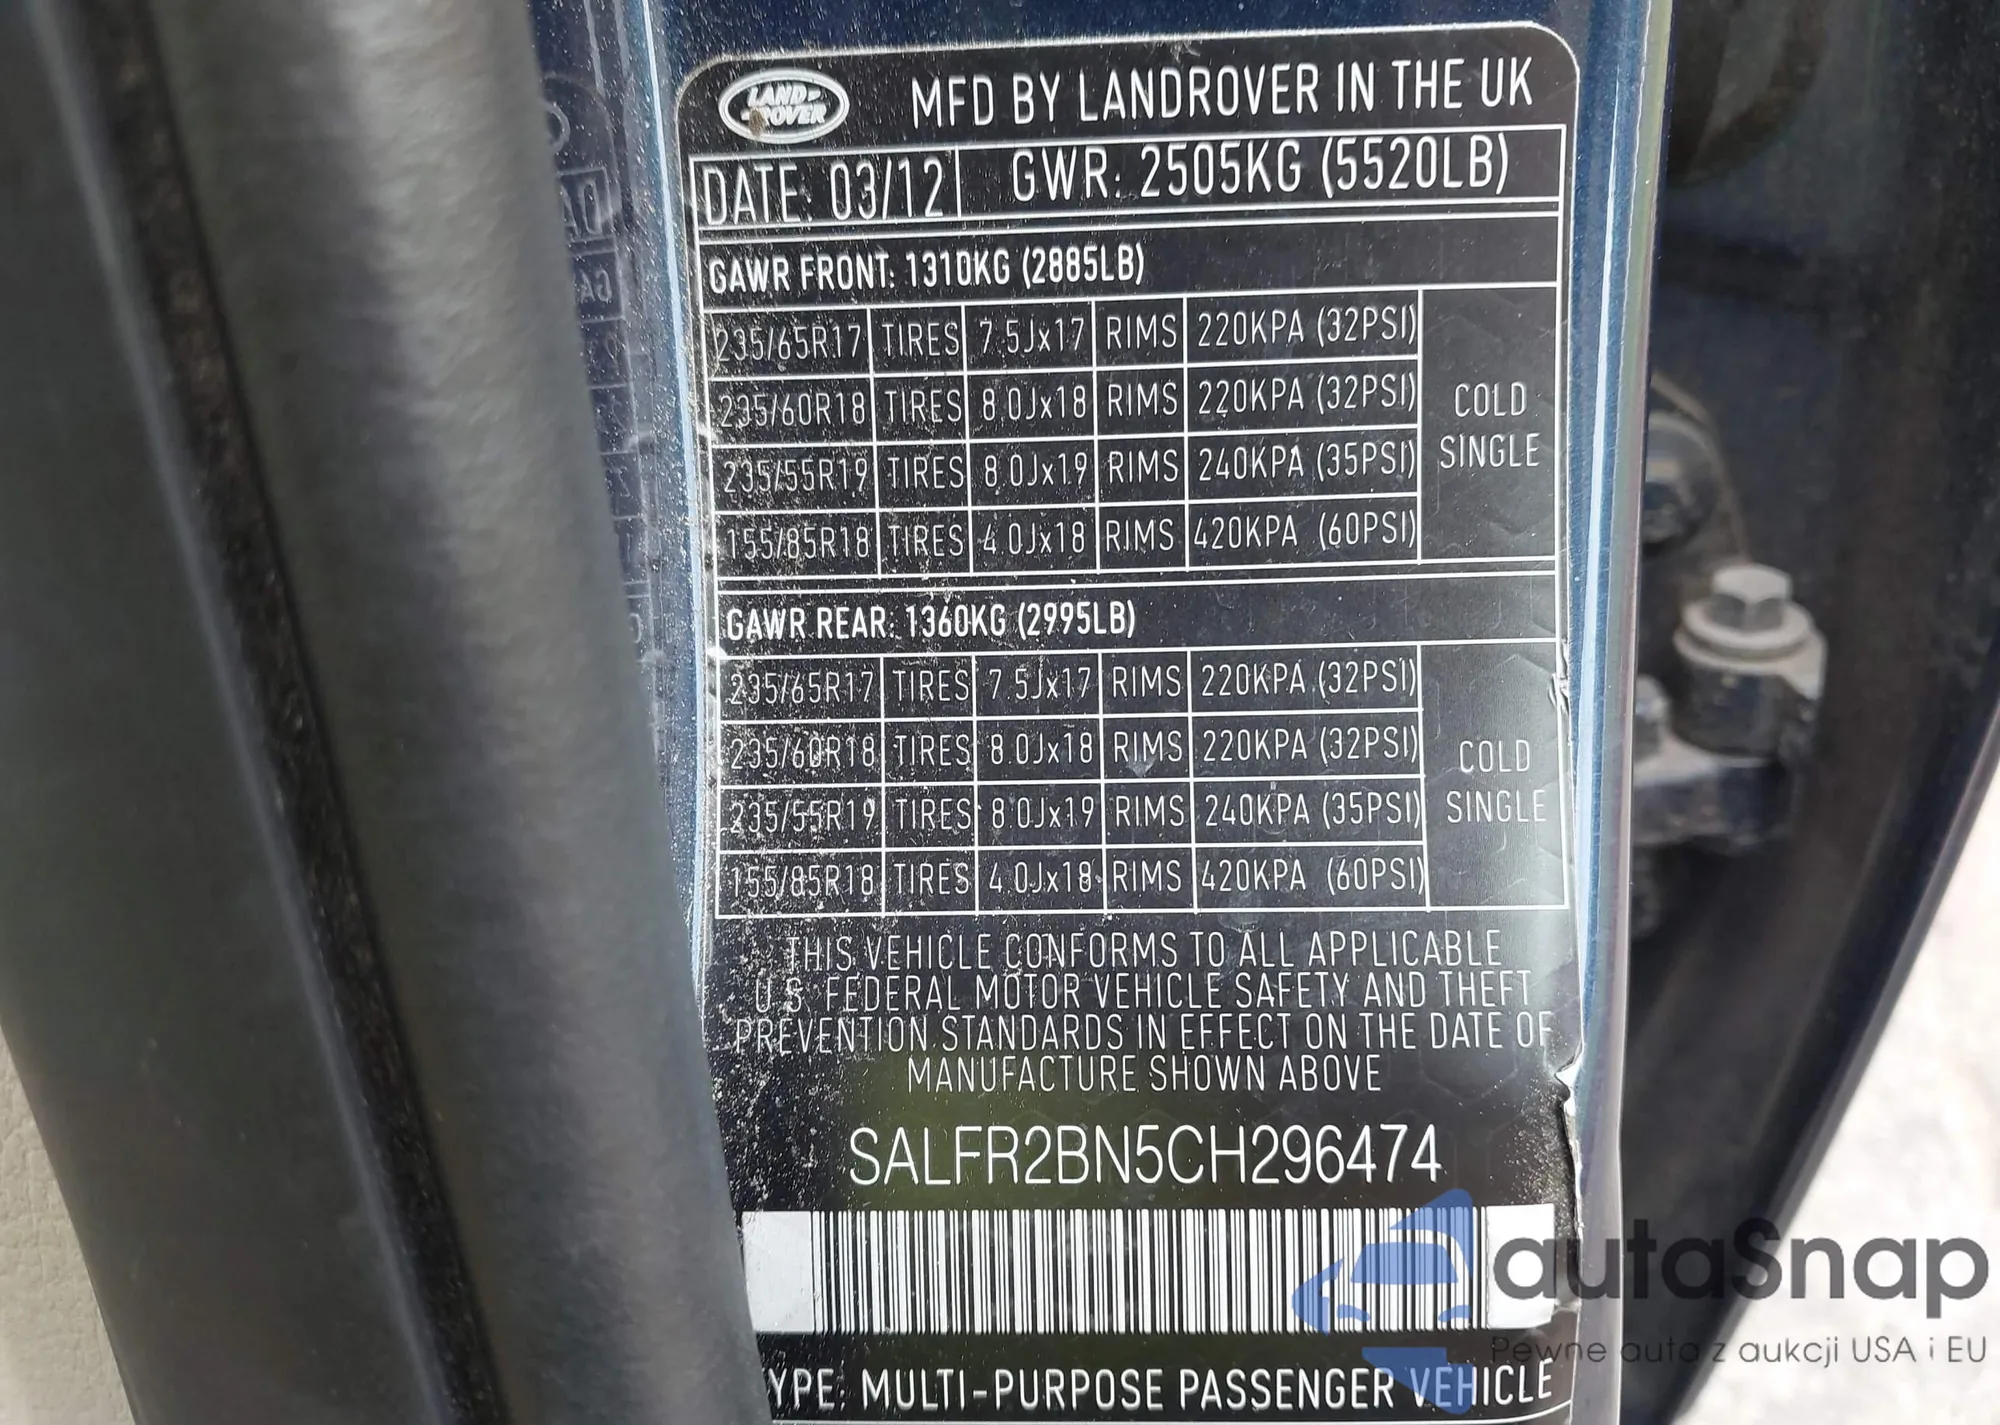 LAND ROVER
MFD BY LANDROVER IN THE UK
DATE: 03/12 GWR: 2505KG (5520LB)
GAWR FRONT: 1310KG (2885LB)
235/65R17 TIRES 7.5Jx17 RIMS 220KPA (32PSI)
235/60R18 TIRES 8.0Jx18 RIMS 220KPA (32PSI)
235/55R19 TIRES 8.0Jx19 RIMS 240KPA (35PSI)
155/85R18 TIRES 4.0Jx18 RIMS 420KPA (60PSI)
COLD
SINGLE
GAWR REAR: 1360KG (2995LB)
235/65R17 TIRES 7.5Jx17 RIMS 220KPA (32PSI)
235/60R18 TIRES 8.0Jx18 RIMS 220KPA (32PSI)
235/55R19 TIRES 8.0Jx19 RIMS 240KPA (35PSI)
155/85R18 TIRES 4.0Jx18 RIMS 420KPA (60PSI)
COLD
SINGLE
THIS VEHICLE CONFORMS TO ALL APPLICABLE
U.S. FEDERAL MOTOR VEHICLE SAFETY AND THEFT
PREVENTION STANDARDS IN EFFECT ON THE DATE OF
MANUFACTURE SHOWN ABOVE
SALFR2BN5CH296474
YPE: MULTI-PURPOSE PASSENGER VEHICLE
autaSnap
Pewne auta z aukcji USA i EU